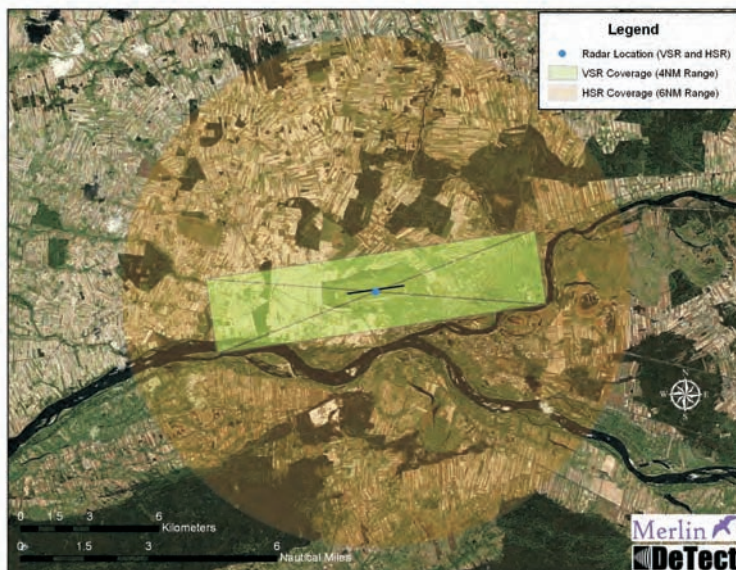 Legend
Radar Location (VSR and HSR)
VSR Coverage (4NM Range)
HSR Coverage (6NM Range)
N
W E
S
0 1.5 3 6
Kilometers
0 1.5 3 6
Nautibal Miles
Merlin
DeTect